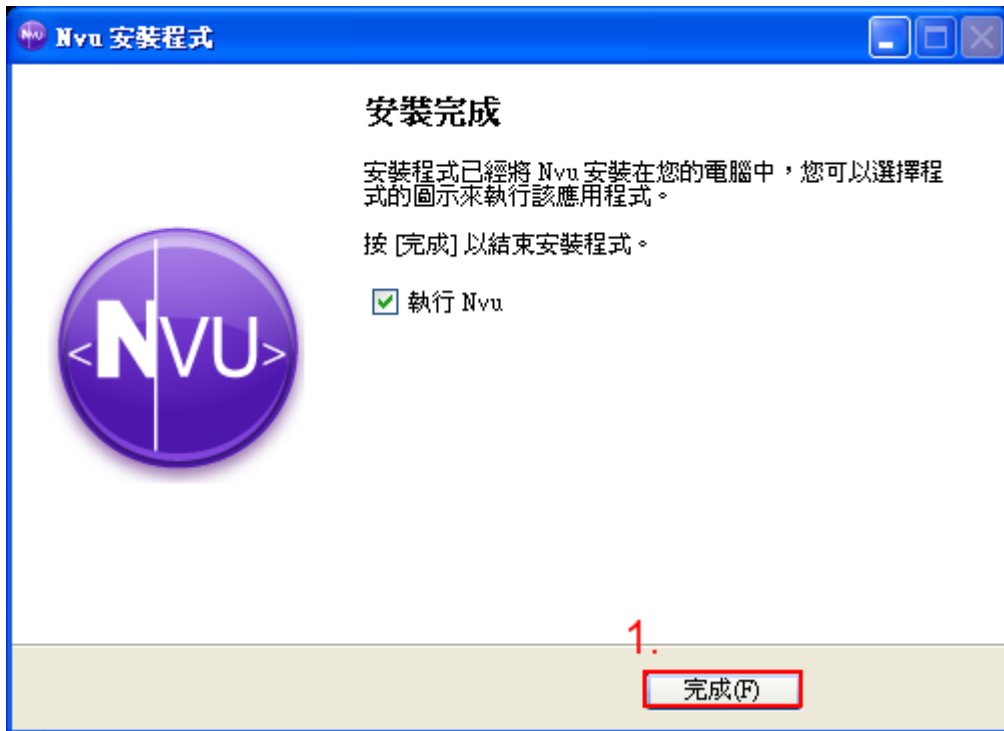 Nvu 安裝程式
安裝完成
安裝程式已經將 Nvu 安裝在您的電腦中，您可以選擇程
式的圖示來執行該應用程式。
按 [完成] 以結束安裝程式。
執行 Nvu
<NVU>
1.
完成(F)